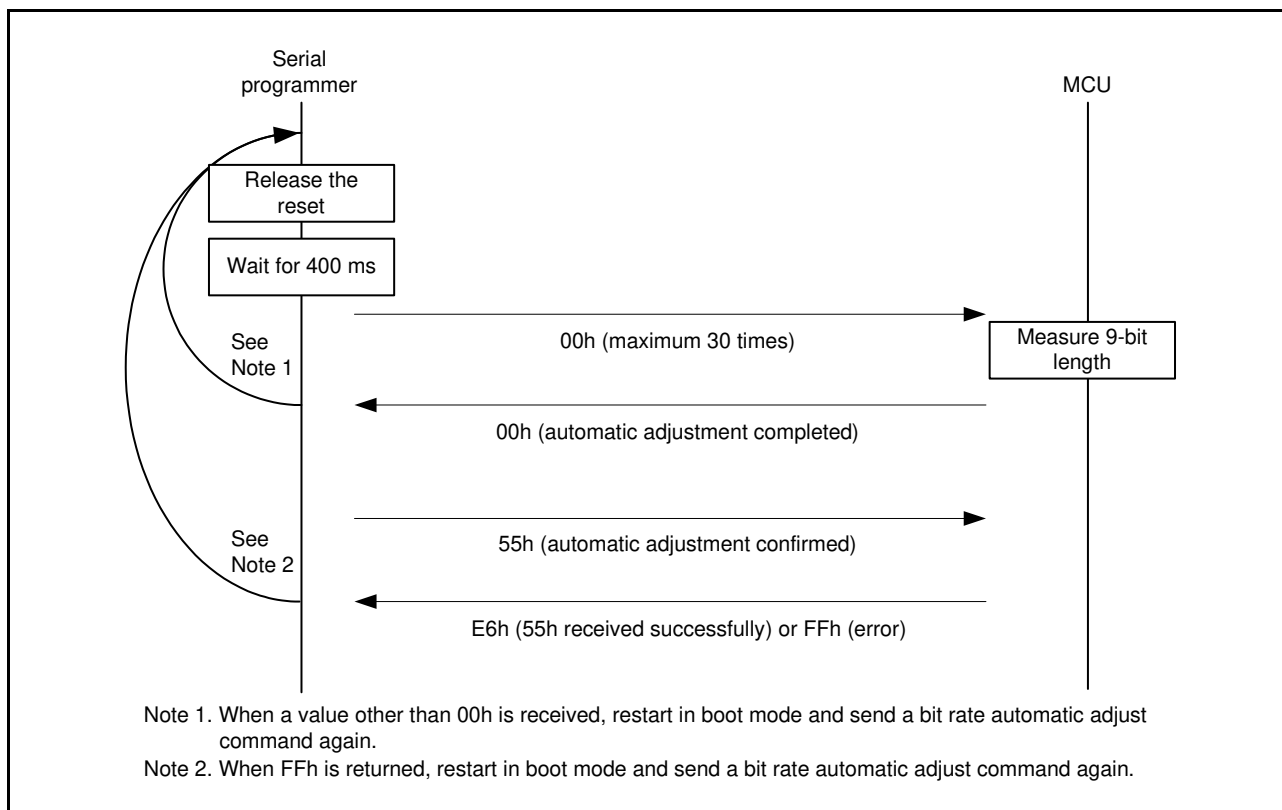 Serial
programmer
MCU
Release the
reset
Wait for 400 ms
See
Note 1
00h (maximum 30 times)
Measure 9-bit
length
00h (automatic adjustment completed)
See
Note 2
55h (automatic adjustment confirmed)
E6h (55h received successfully) or FFh (error)
Note 1. When a value other than 00h is received, restart in boot mode and send a bit rate automatic adjust
command again.
Note 2. When FFh is returned, restart in boot mode and send a bit rate automatic adjust command again.